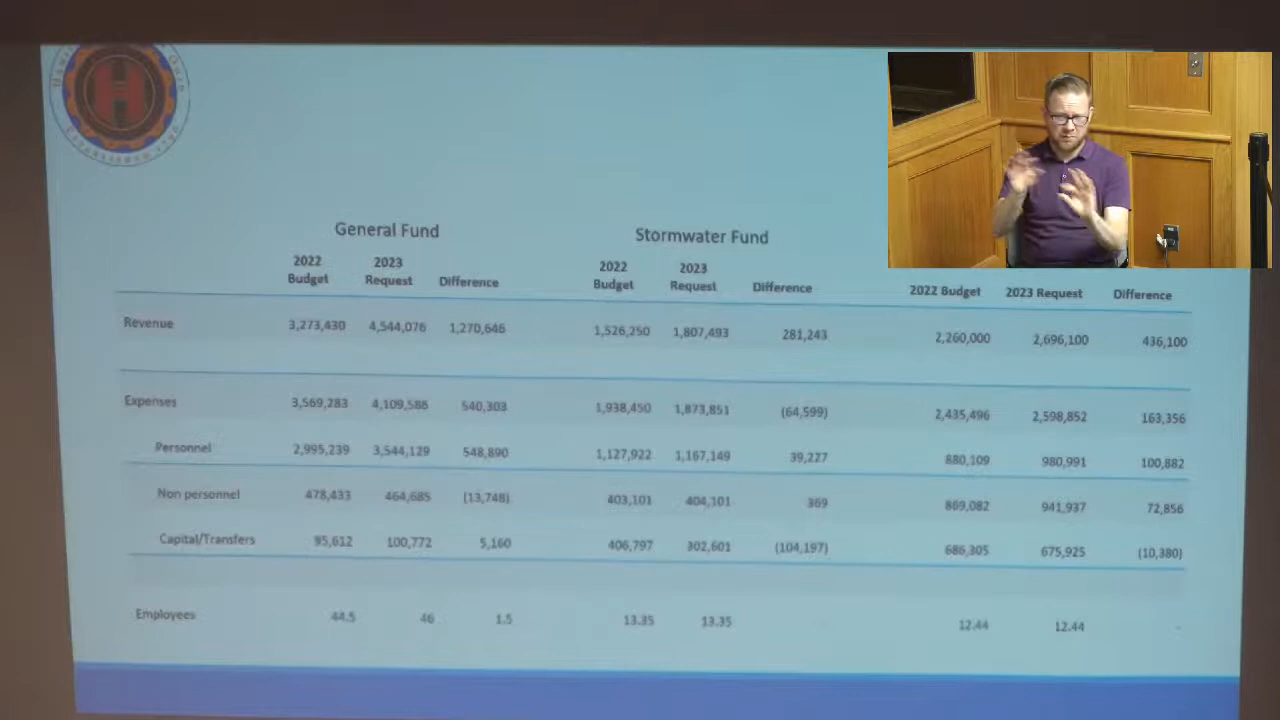 General Fund
Stormwater Fund
2022 Budget 2023 Request Difference 2022 Budget 2023 Request Difference 2022 Budget 2023 Request Difference
Revenue 3,273,430 4,544,076 1,270,646 1,526,250 1,807,493 281,243 2,260,000 2,696,100 436,100
Expenses 3,569,283 4,109,586 540,303 1,938,450 1,873,851 (64,599) 2,435,496 2,598,852 163,356
Personnel 2,995,239 3,544,129 548,890 1,127,922 1,167,149 39,227 880,109 980,991 100,882
Non personnel 478,433 464,685 (13,748) 403,101 404,101 369 869,082 941,937 72,856
Capital/Transfers 95,612 100,772 5,160 406,797 302,601 (104,197) 686,305 675,925 (10,380)
Employees 44.5 46 1.5 13.35 13.35 12.44 12.44 -